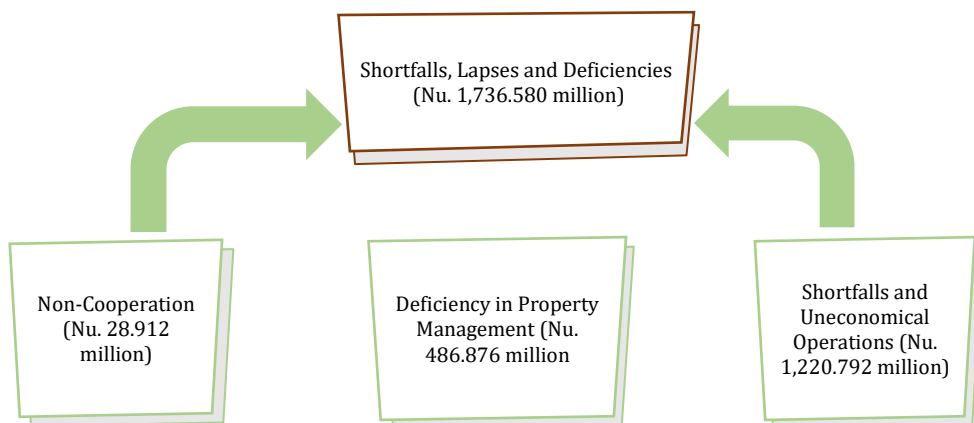 Shortfalls, Lapses and Deficiencies
(Nu. 1,736.580 million)
Non-Cooperation
(Nu. 28.912
million)
Deficiency in Property
Management (Nu.
486.876 million
Shortfalls and
Uneconomical
Operations (Nu.
1,220.792 million)